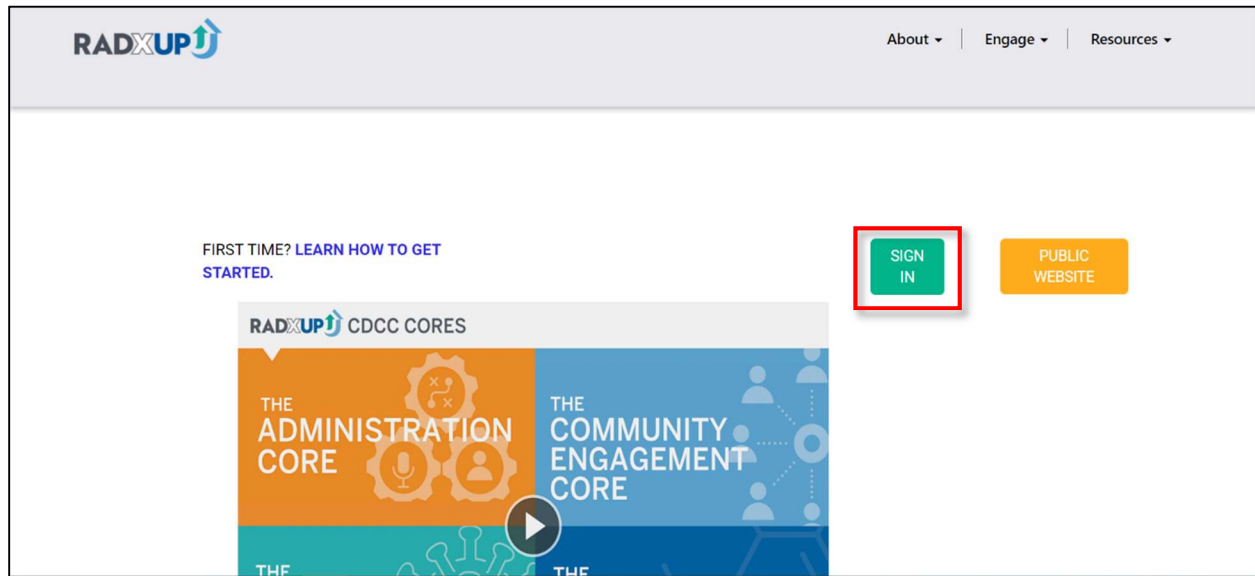 RADXUP
About
Engage
Resources
FIRST TIME? LEARN HOW TO GET
STARTED.
SIGN
IN
PUBLIC
WEBSITE
RADXUP CDCC CORES
THE
ADMINISTRATION
CORE
THE
COMMUNITY
ENGAGEMENT
CORE
THE
THE